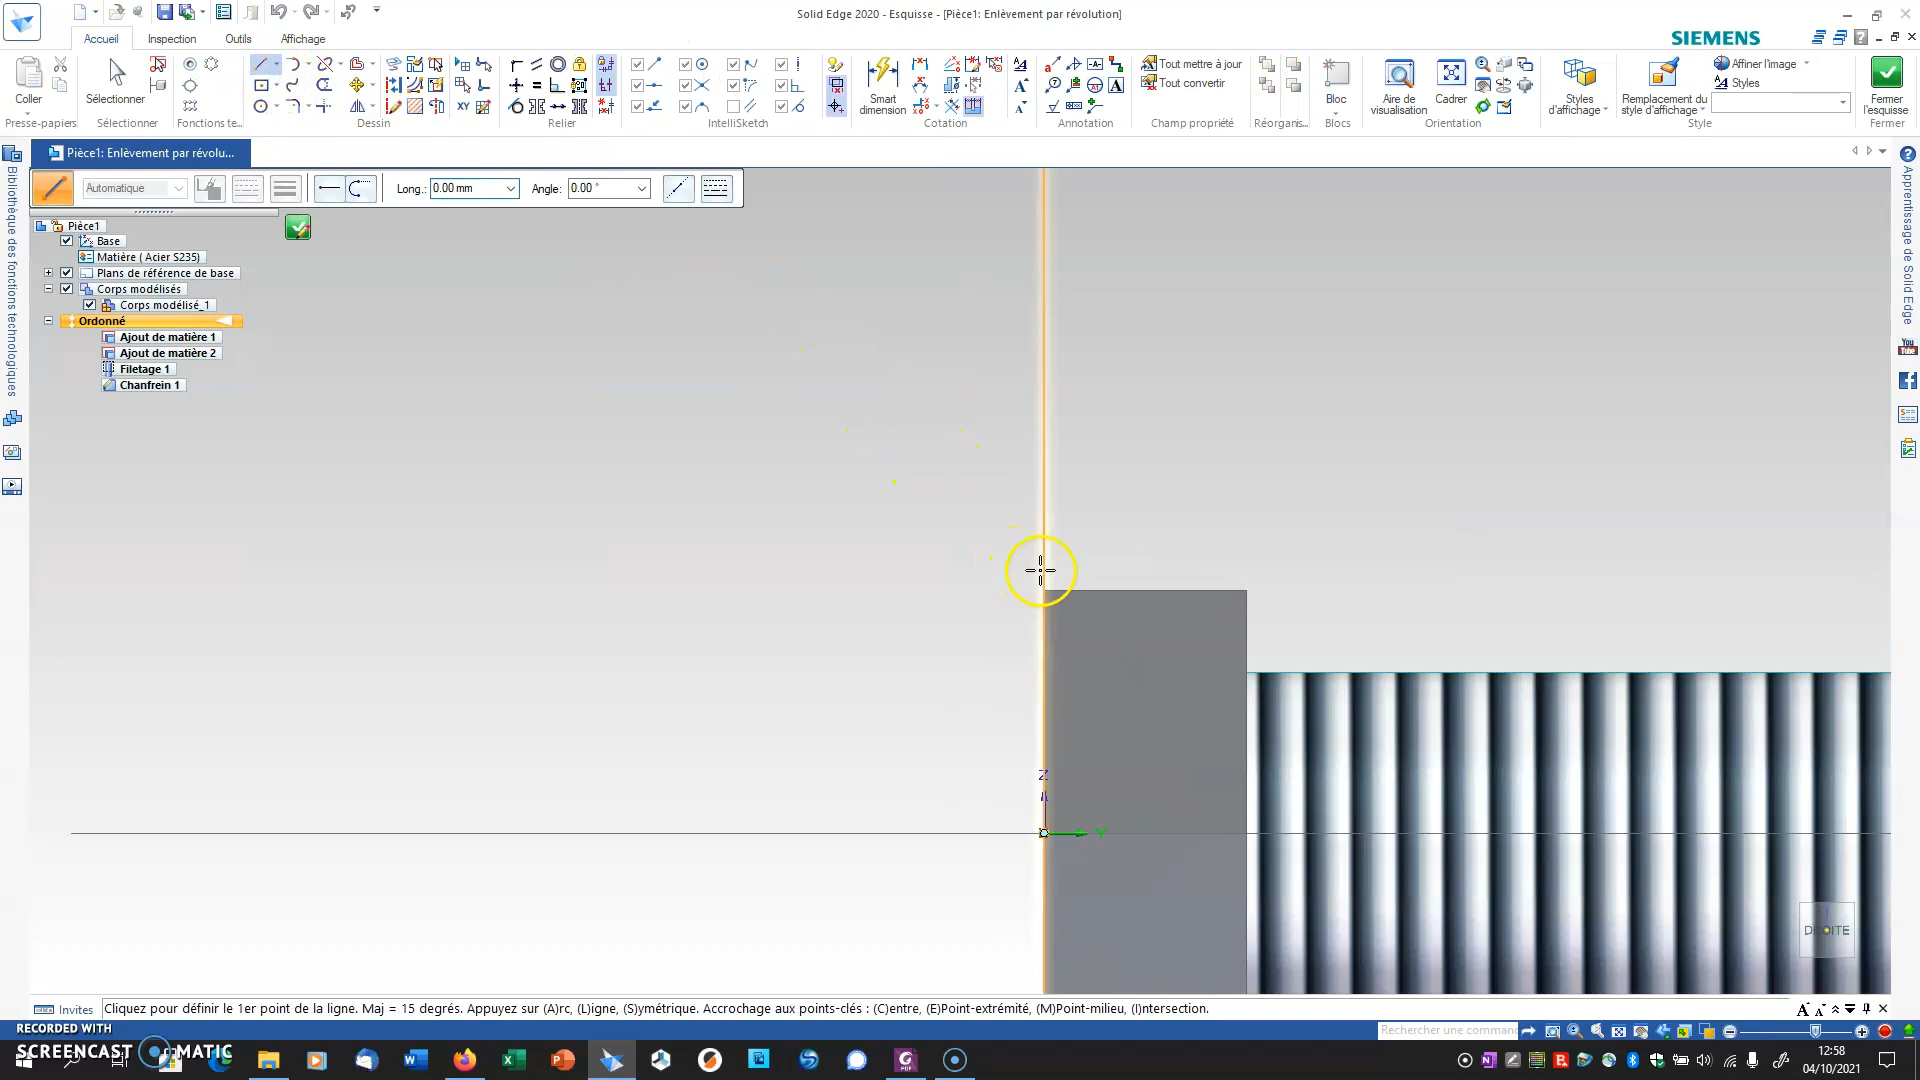 Solid Edge 2020 - Esquisse - [Pièce1: Enlèvement par révolution]
Accueil
Inspection
Outils
Affichage
SIEMENS
Coller
Sélectionner
Smart dimension
Tout mettre à jour
Tout convertir
Bloc
Aire de visualisation
Cadrer
Styles d'affichage
Remplacement du style d'affichage
Affiner l'image
Styles
Fermer l'esquisse
Presse-papiers
Sélectionner
Fonctions te...
Dessin
Relier
IntelliSketch
Cotation
Annotation
Champ propriété
Réorganis...
Blocs
Orientation
Style
Fermer
Pièce1: Enlèvement par révolu...
Automatique
Long.: 0.00 mm
Angle: 0.00 °
Pièce1
Base
Matière ( Acier S235)
Plans de référence de base
Corps modélisés
Corps modélisé_1
Ordonné
Ajout de matière 1
Ajout de matière 2
Filetage 1
Chanfrein 1
Bibliothèque des fonctions technologiques
Apprentissage de Solid Edge
You Tube
Z
Y
DROITE
Invites
Cliquez pour définir le 1er point de la ligne. Maj = 15 degrés. Appuyez sur (A)rc, (L)igne, (S)ymétrique. Accrochage aux points-clés : (C)entre, (E)Point-extrémité, (M)Point-milieu, (I)ntersection.
Rechercher une command
RECORDED WITH
SCREENCAST MATIC
12:58
04/10/2021